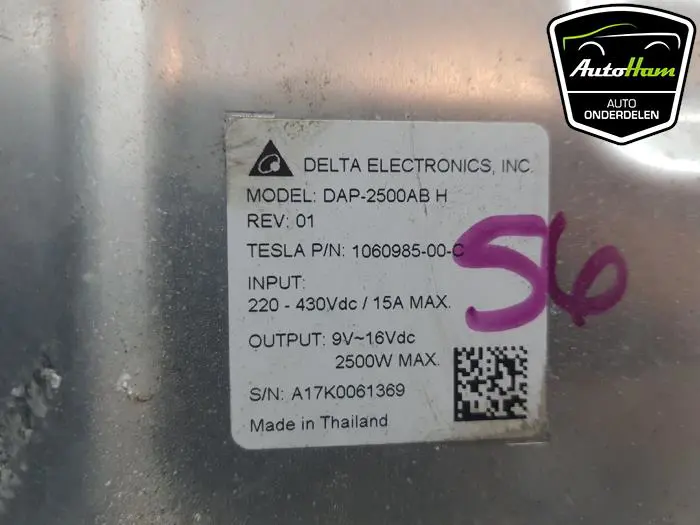 AutoHam
AUTO
ONDERDELEN
DELTA ELECTRONICS, INC.
MODEL: DAP-2500AB H
REV: 01
TESLA P/N: 1060985-00-C
INPUT:
220 - 430Vdc / 15A MAX.
OUTPUT: 9V~16Vdc
2500W MAX.
S/N: A17K0061369
Made in Thailand
56